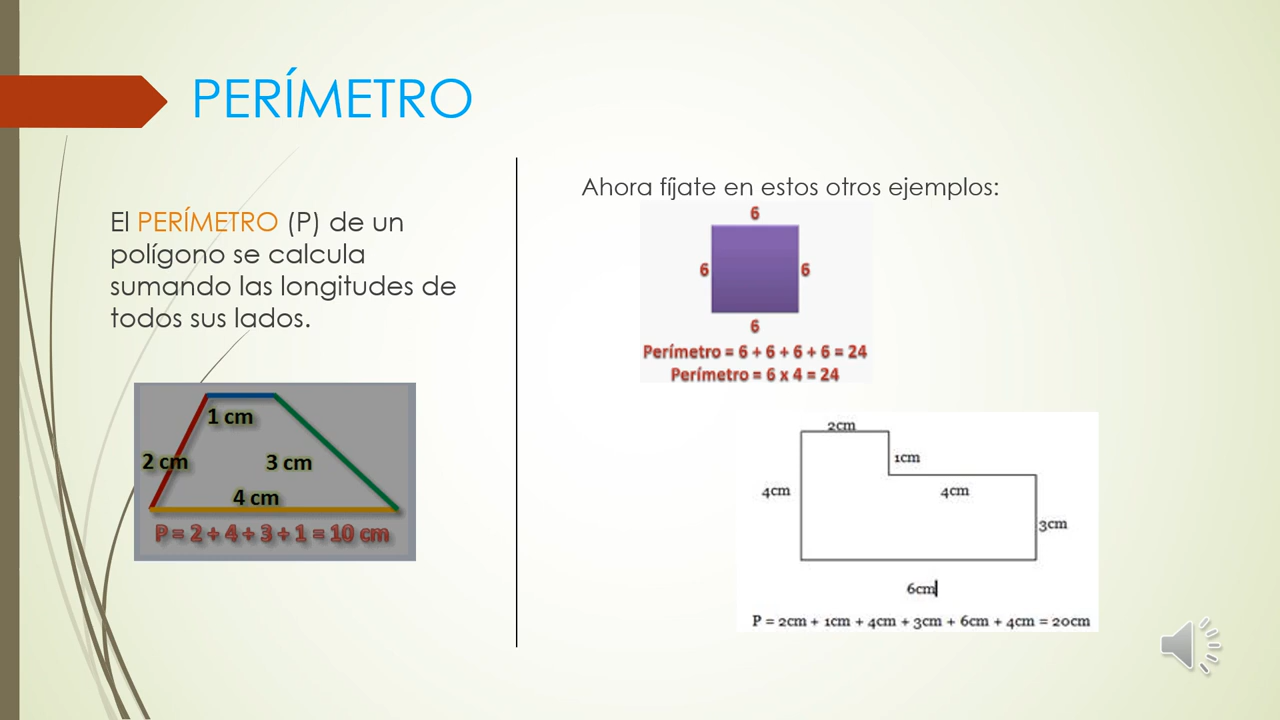 PERÍMETRO
El PERÍMETRO (P) de un
polígono se calcula
sumando las longitudes de
todos sus lados.
1 cm
2 cm
3 cm
4 cm
P = 2 + 4 + 3 + 1 = 10 cm
Ahora fíjate en estos otros ejemplos:
6
6 6
6
Perímetro = 6 + 6 + 6 + 6 = 24
Perímetro = 6 x 4 = 24
2cm
1cm
4cm 4cm
3cm
6cm
P = 2cm + 1cm + 4cm + 3cm + 6cm + 4cm = 20cm